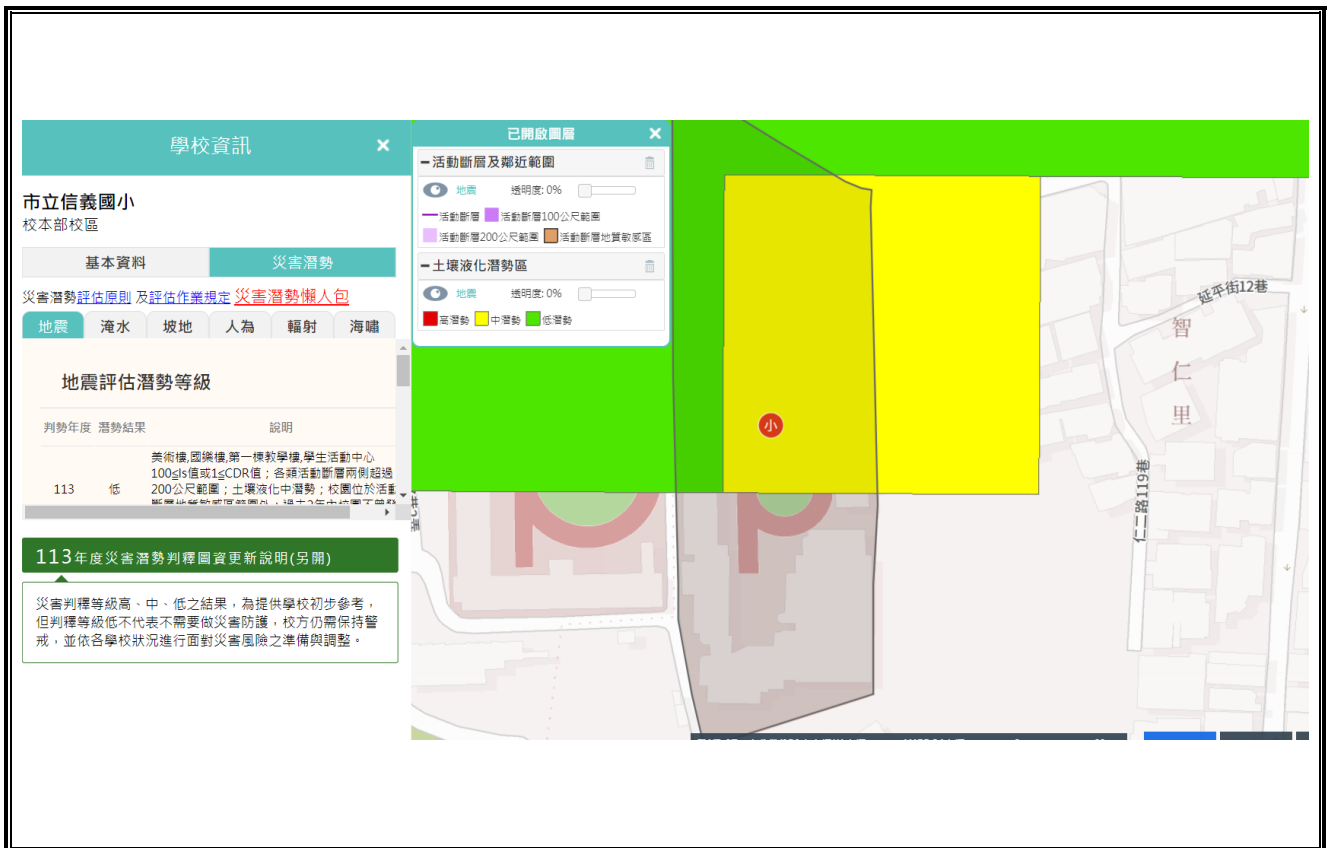 學校資訊
×
市立信義國小
校本部校區
基本資料
災害潛勢
災害潛勢評估原則 及評估作業規定 災害潛勢懶人包
地震
淹水
坡地
人為
輻射
海嘯
地震評估潛勢等級
判勢年度 潛勢結果 說明
美術樓,國樂樓,第一棟教學樓,學生活動中心
100≦Is值或1≦CDR值；各類活動斷層兩側超過
113 低 200公尺範圍；土壤液化中潛勢；校園位於活動
113年度災害潛勢判釋圖資更新說明(另開)
災害判釋等級高、中、低之結果，為提供學校初步參考，
但判釋等級低不代表不需要做災害防護，校方仍需保持警
戒，並依各學校狀況進行面對災害風險之準備與調整。
已開啟圖層
×
活動斷層及鄰近範圍
地震 透明度: 0%
活動斷層 活動斷層100公尺範圍
活動斷層200公尺範圍 活動斷層地質敏感區
土壤液化潛勢區
地震 透明度: 0%
高潛勢 中潛勢 低潛勢
小
延平街12巷
智仁里
仁二路119巷